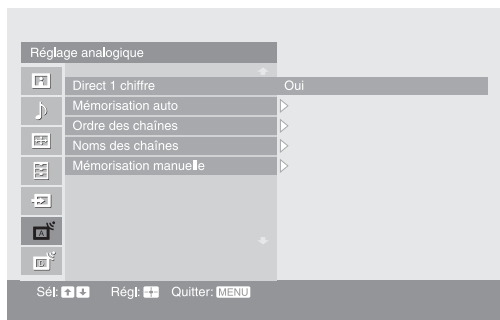 Réglage analogique
Direct 1 chiffre Oui
Mémorisation auto
Ordre des chaînes
Noms des chaînes
Mémorisation manuelle
Sél: Régl: Quitter: MENU